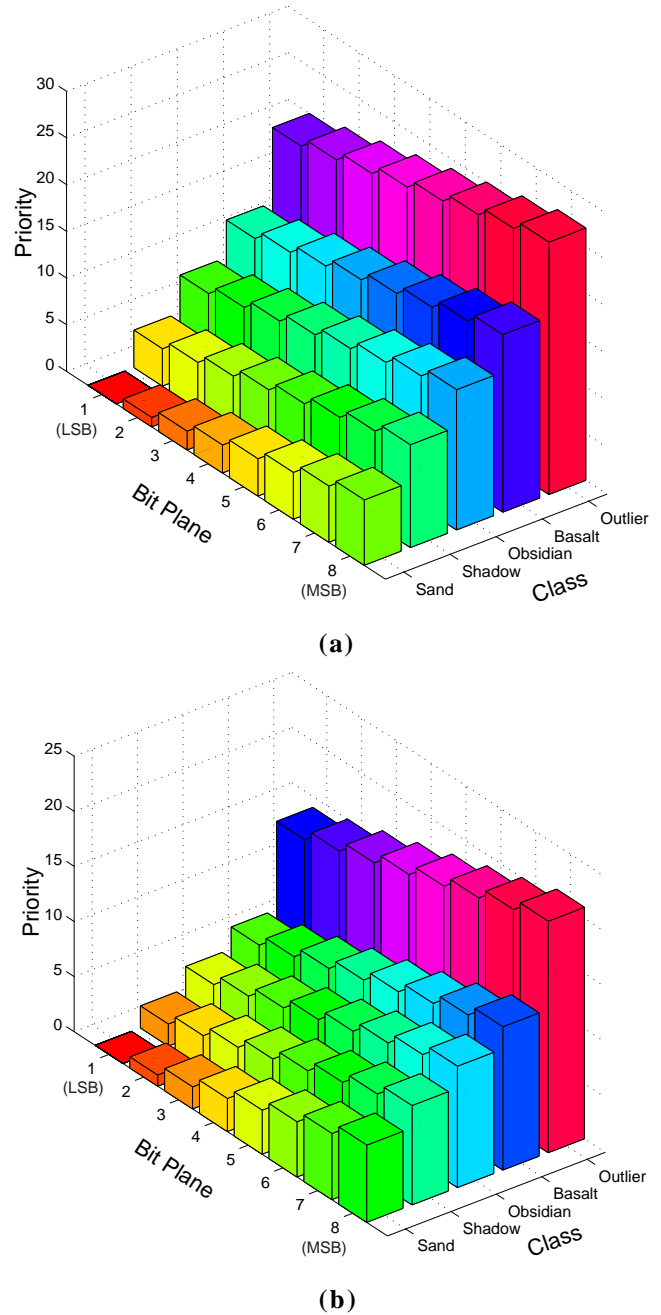 30
25
20
15
10
5
0
Priority
1
(LSB)
2
3
4
5
6
7
8
(MSB)
Bit Plane
Sand
Shadow
Obsidian
Basalt
Outlier
Class
(a)
25
20
15
10
5
0
Priority
1
(LSB)
2
3
4
5
6
7
8
(MSB)
Bit Plane
Sand
Shadow
Obsidian
Basalt
Outlier
Class
(b)